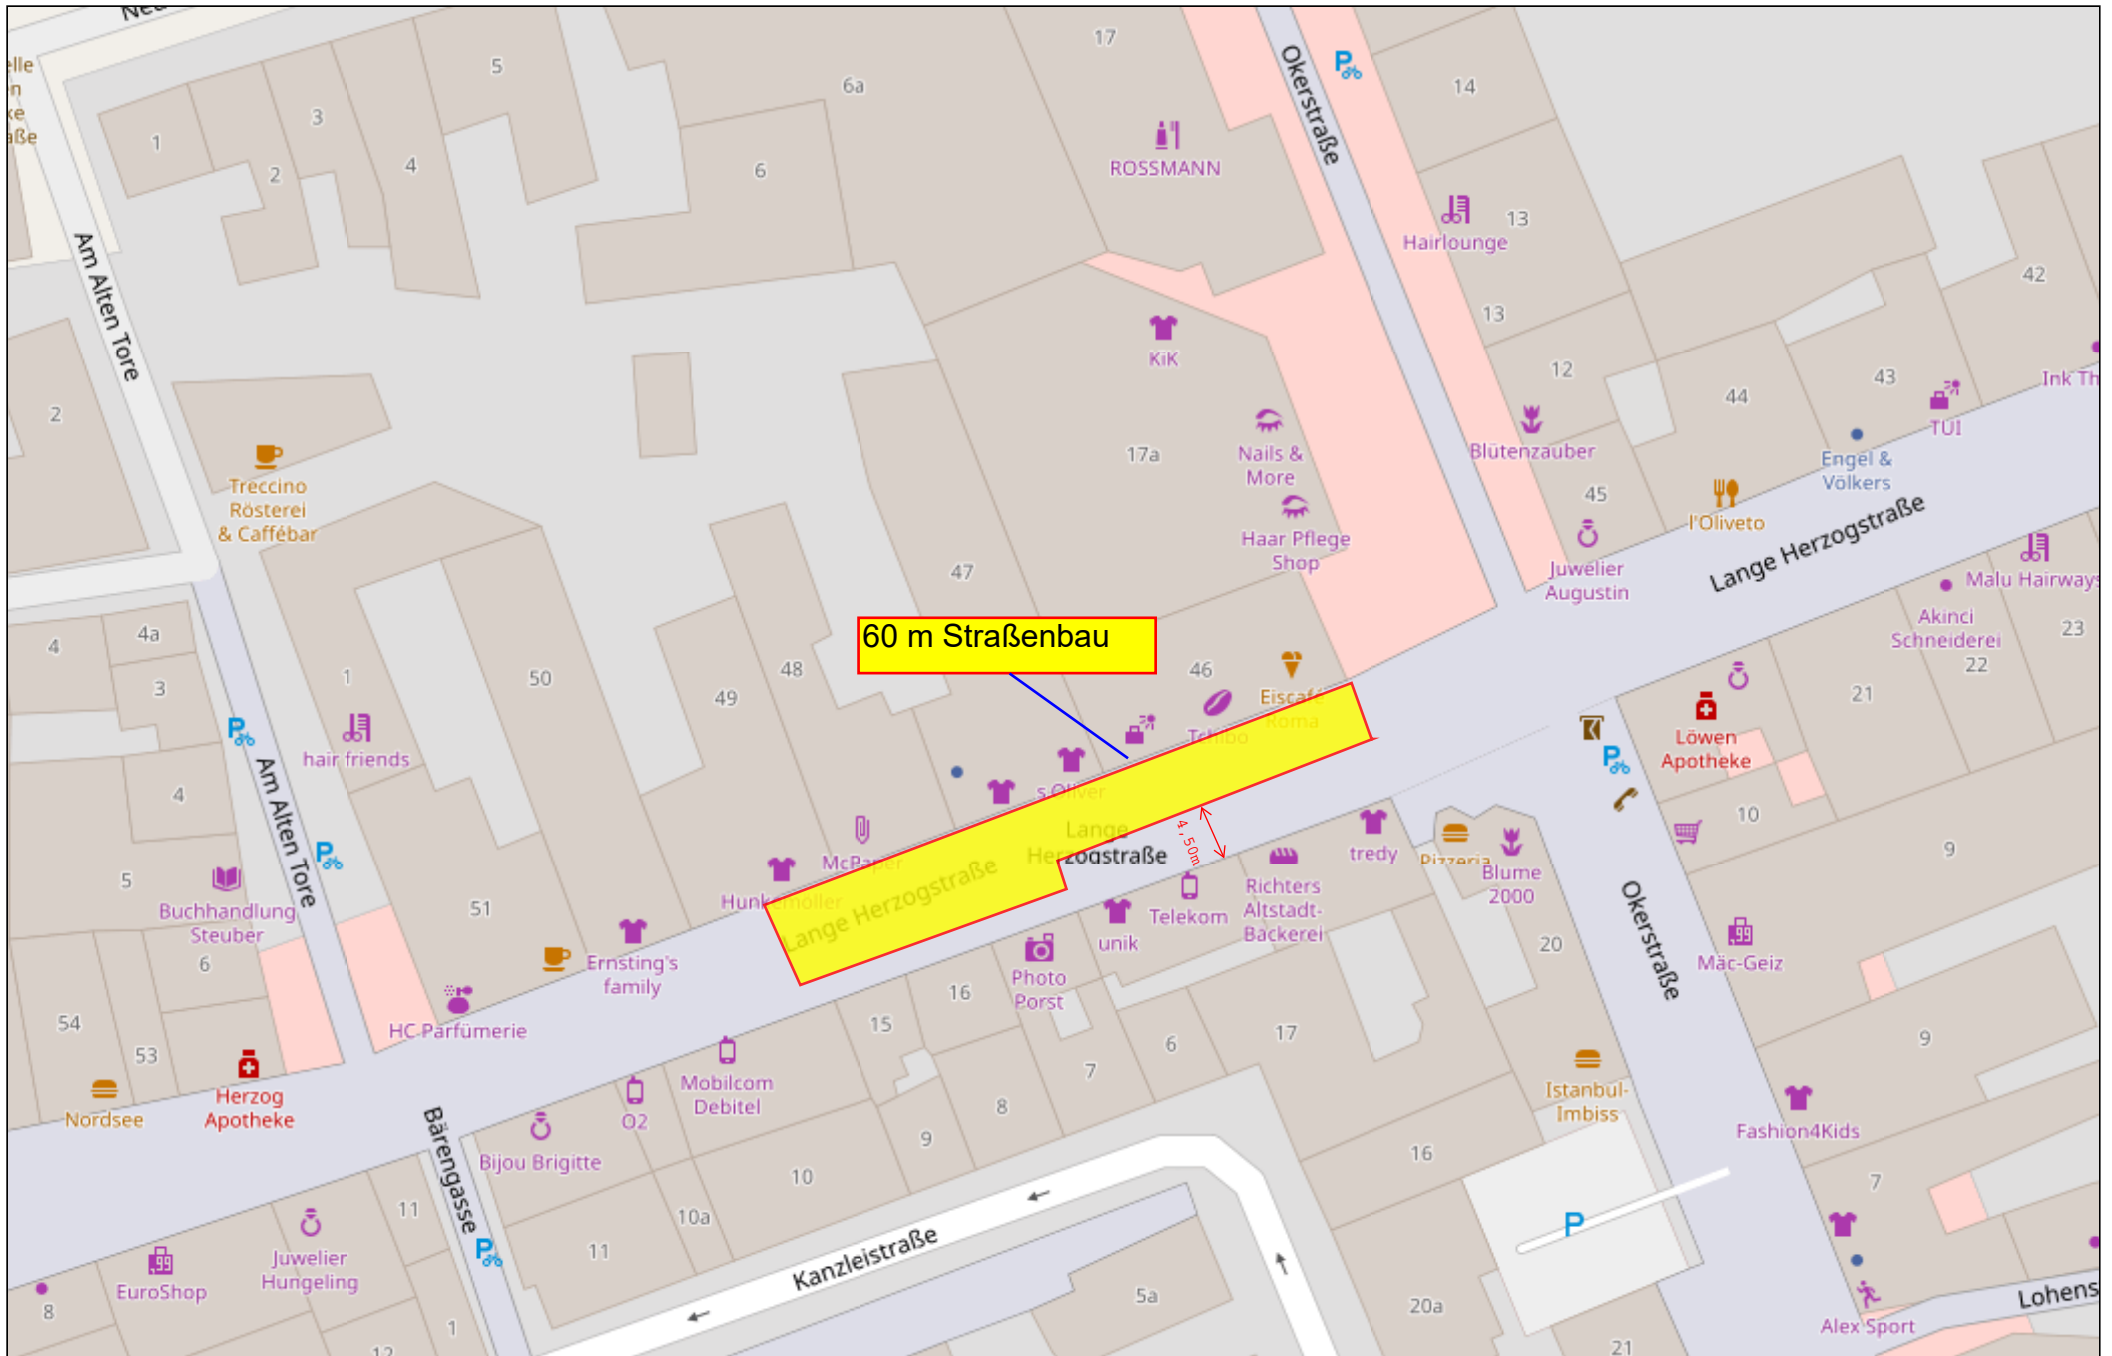 17
5
6a
14
3
1
4
2
6
ROSSMANN
Okerstraße
13
Hairlounge
42
13
Am Alten Tore
KiK
12
43
44
TUI
2
Blütenzauber
17a
Nails &
More
Engel &
Völkers
Treccino
Rösterei
& Caffébar
45
l'Oliveto
Haar Pflege
Shop
Lange Herzogstraße
47
Juwelier
Augustin
Malu Hairways
Akinci
Schneiderei
4a
4
23
60 m Straßenbau
22
46
48
1
50
3
49
21
Eiscafé
Roma
Tchibo
Löwen
Apotheke
hair friends
Am Alten Tore
4
s.Oliver
10
Lange
Herzogstraße
4,50m
tredy
Pizzeria
9
McPaper
Blume
2000
5
Richters
Altstadt-
Bäckerei
Hunkemöller
Lange Herzogstraße
51
Buchhandlung
Steuber
Telekom
unik
Okerstraße
20
6
Ernsting's
family
Mäc-Geiz
Photo
Porst
16
54
HC Parfümerie
15
17
53
6
9
7
Mobilcom
Debitel
Istanbul-
Imbiss
Herzog
Apotheke
Nordsee
8
O2
Fashion4Kids
9
Bärengasse
Bijou Brigitte
16
10
7
11
10a
P
11
Kanzleistraße
Juwelier
Hungeling
EuroShop
5a
Lohens
20a
8
1
Alex Sport
21
12